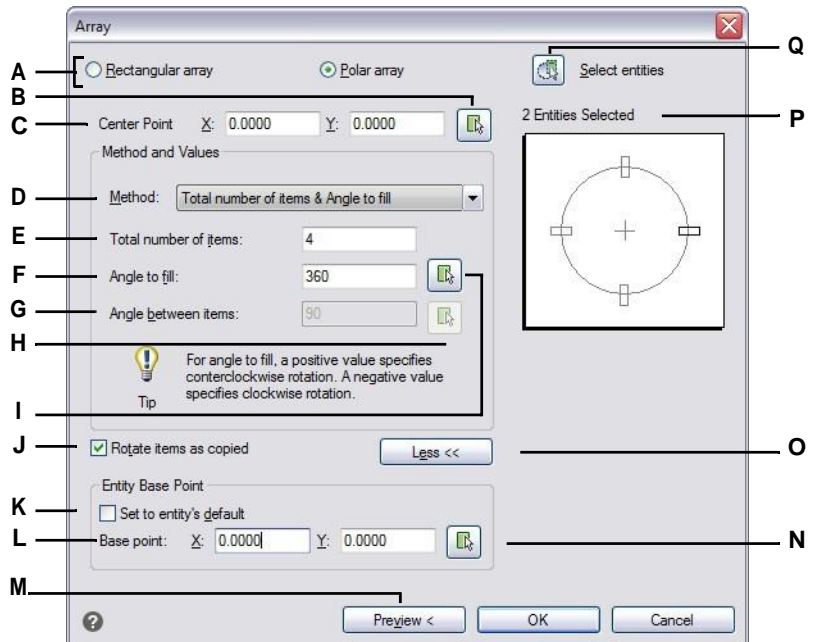 Array
A Rectangular array Polar array Select entities Q
B
C Center Point X: 0.0000 Y: 0.0000 2 Entities Selected P
Method and Values
D Method: Total number of items & Angle to fill
E Total number of items: 4
F Angle to fill: 360
G Angle between items: 90
H
For angle to fill, a positive value specifies
conterclockwise rotation. A negative value
specifies clockwise rotation.
Tip
I
J Rotate items as copied Less << O
Entity Base Point
K Set to entity's default
L Base point: X: 0.0000 Y: 0.0000 N
M
? Preview < OK Cancel